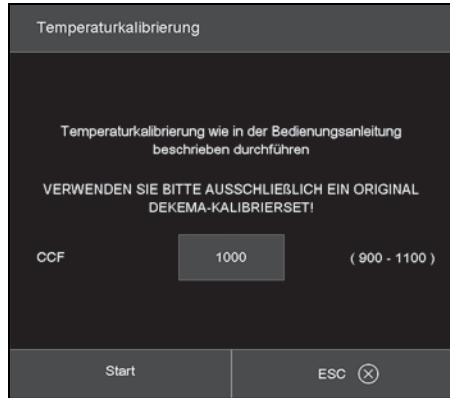 Temperaturkalibrierung
Temperaturkalibrierung wie in der Bedienungsanleitung
beschrieben durchführen
VERWENDEN SIE BITTE AUSSCHLIEßLICH EIN ORIGINAL
DEKEMA-KALIBRIERSET!
CCF 1000 ( 900 - 1100 )
Start ESC